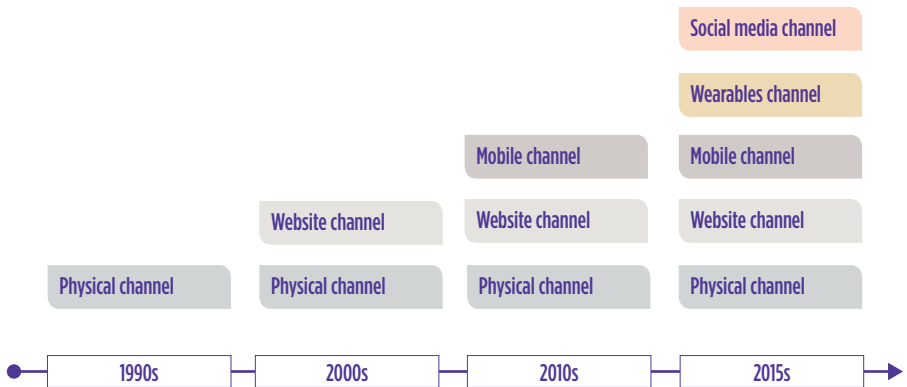 Social media channel
Wearables channel
Mobile channel
Mobile channel
Website channel
Website channel
Website channel
Physical channel
Physical channel
Physical channel
Physical channel
1990s
2000s
2010s
2015s